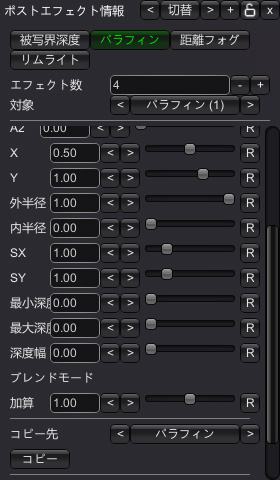 ポストエフェクト情報 < 切替 > + x
被写界深度 パラフィン 距離フォグ
リムライト
エフェクト数 4 - +
対象 < パラフィン (1) >
A2 0.00 < > R
X 0.50 < > R
Y 1.00 < > R
外半径 1.00 < > R
内半径 0.00 < > R
SX 1.00 < > R
SY 1.00 < > R
最小深度 0.00 < > R
最大深度 0.00 < > R
深度幅 0.00 < > R
ブレンドモード
加算 1.00 < > R
コピー先 < パラフィン >
コピー